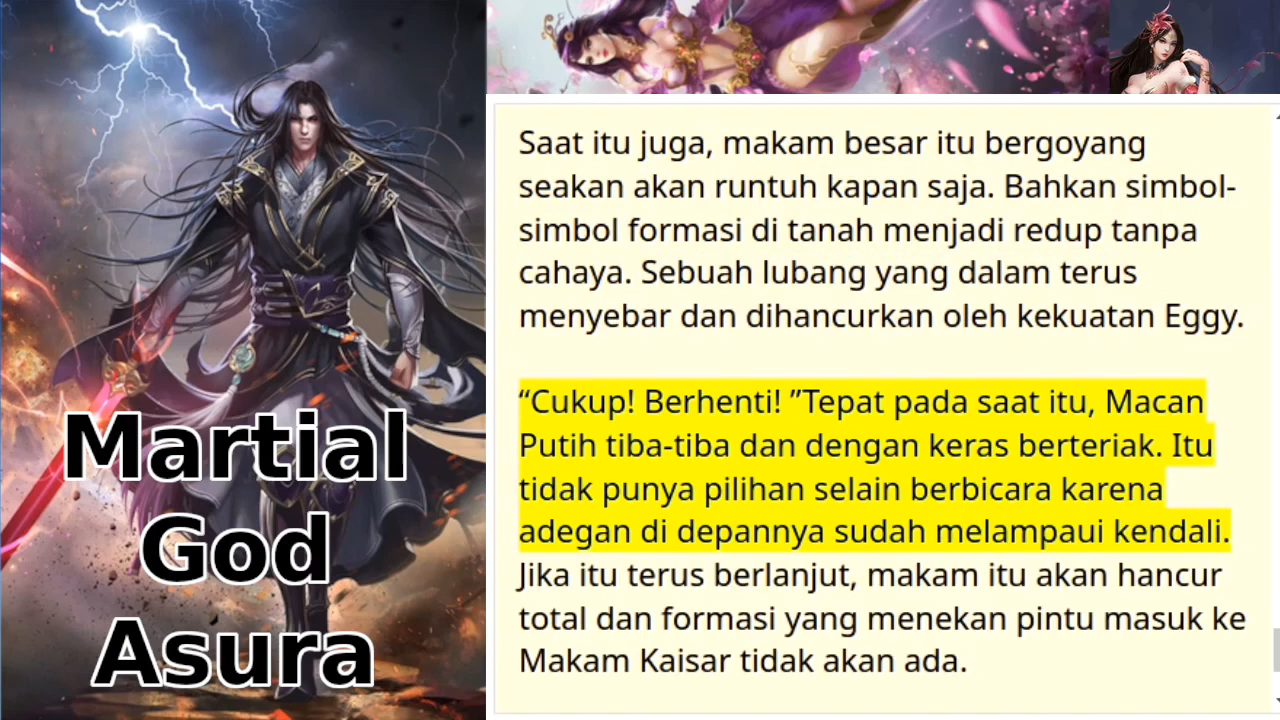 Martial
God
Asura
Saat itu juga, makam besar itu bergoyang
seakan akan runtuh kapan saja. Bahkan simbol-
simbol formasi di tanah menjadi redup tanpa
cahaya. Sebuah lubang yang dalam terus
menyebar dan dihancurkan oleh kekuatan Eggy.
“Cukup! Berhenti! ”Tepat pada saat itu, Macan
Putih tiba-tiba dan dengan keras berteriak. Itu
tidak punya pilihan selain berbicara karena
adegan di depannya sudah melampaui kendali.
Jika itu terus berlanjut, makam itu akan hancur
total dan formasi yang menekan pintu masuk ke
Makam Kaisar tidak akan ada.